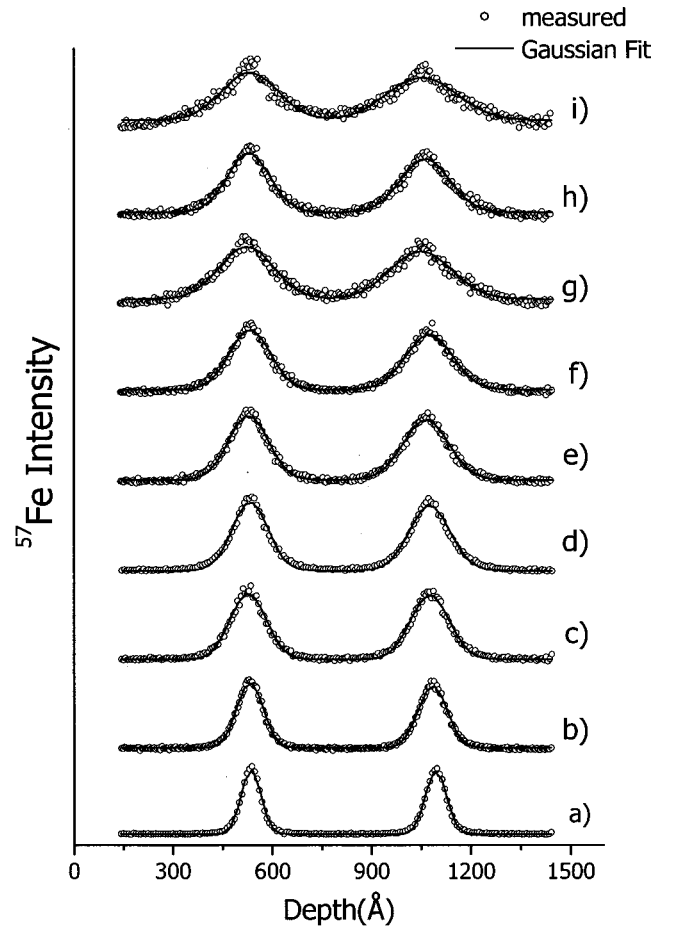 measured
Gaussian Fit
i)
h)
g)
f)
e)
d)
c)
b)
a)
⁵⁷Fe Intensity
0 300 600 900 1200 1500
Depth(Å)